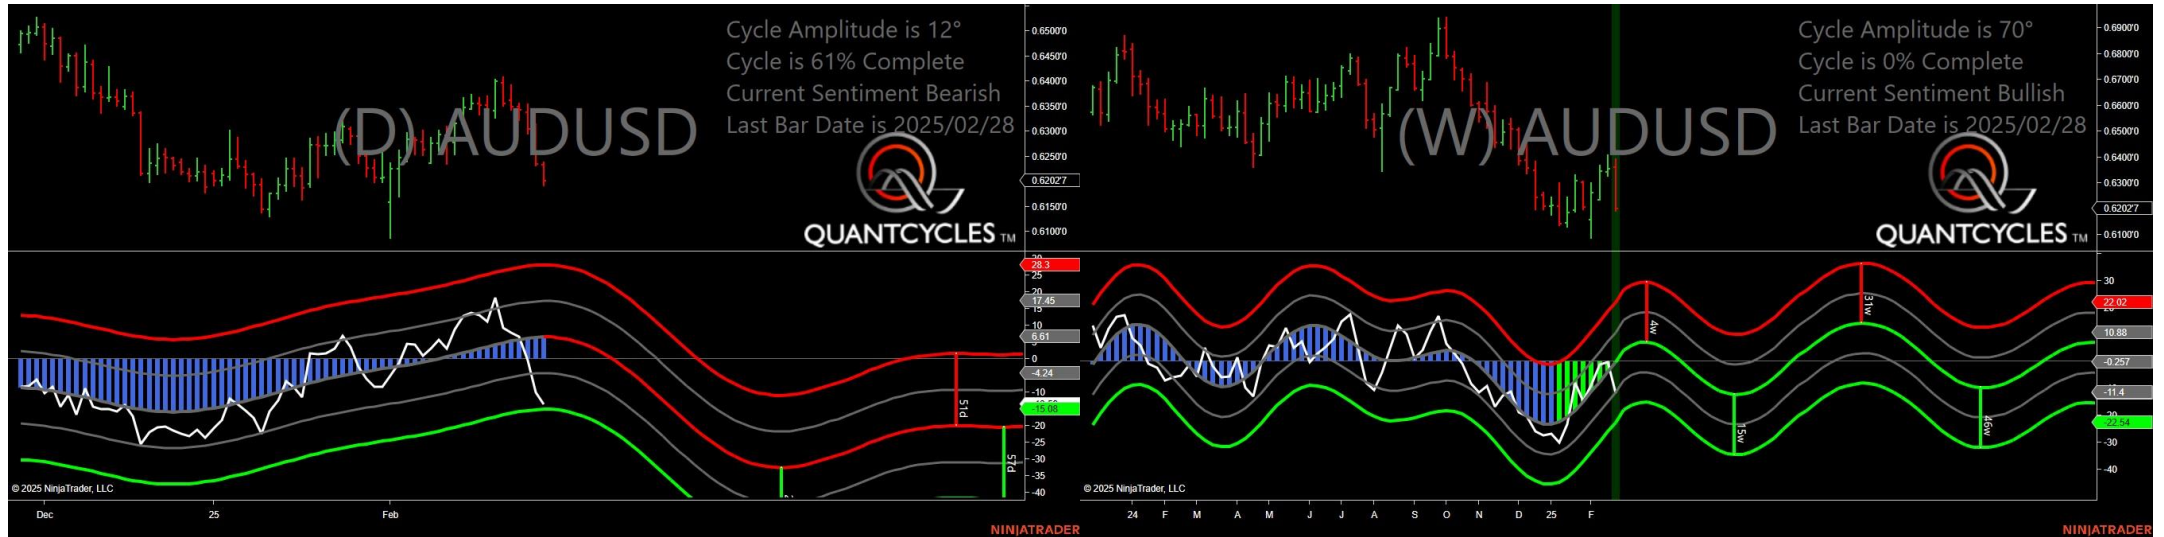 Cycle Amplitude is 12°
Cycle is 61% Complete
Current Sentiment Bearish
Last Bar Date is 2025/02/28
(D) AUDUSD
QUANTCYCLES TM
0.6500'0
0.6450'0
0.6400'0
0.6350'0
0.6300'0
0.6250'0
0.6202'7
0.6150'0
0.6100'0
28.3
25
20
17.45
10
6.61
0
-4.24
-10
-15.08
-20
-25
-30
-35
-40
51d
57d
© 2025 NinjaTrader, LLC
Dec
25
Feb
NINJATRADER
Cycle Amplitude is 70°
Cycle is 0% Complete
Current Sentiment Bullish
Last Bar Date is 2025/02/28
(W) AUDUSD
QUANTCYCLES TM
0.6900'0
0.6800'0
0.6700'0
0.6600'0
0.6500'0
0.6400'0
0.6300'0
0.6202'7
0.6100'0
30
22.02
10.88
-0.257
-11.4
-22.54
-30
-40
4w
31w
15w
46w
© 2025 NinjaTrader, LLC
24
F
M
A
M
J
J
A
S
O
N
D
25
F
NINJATRADER